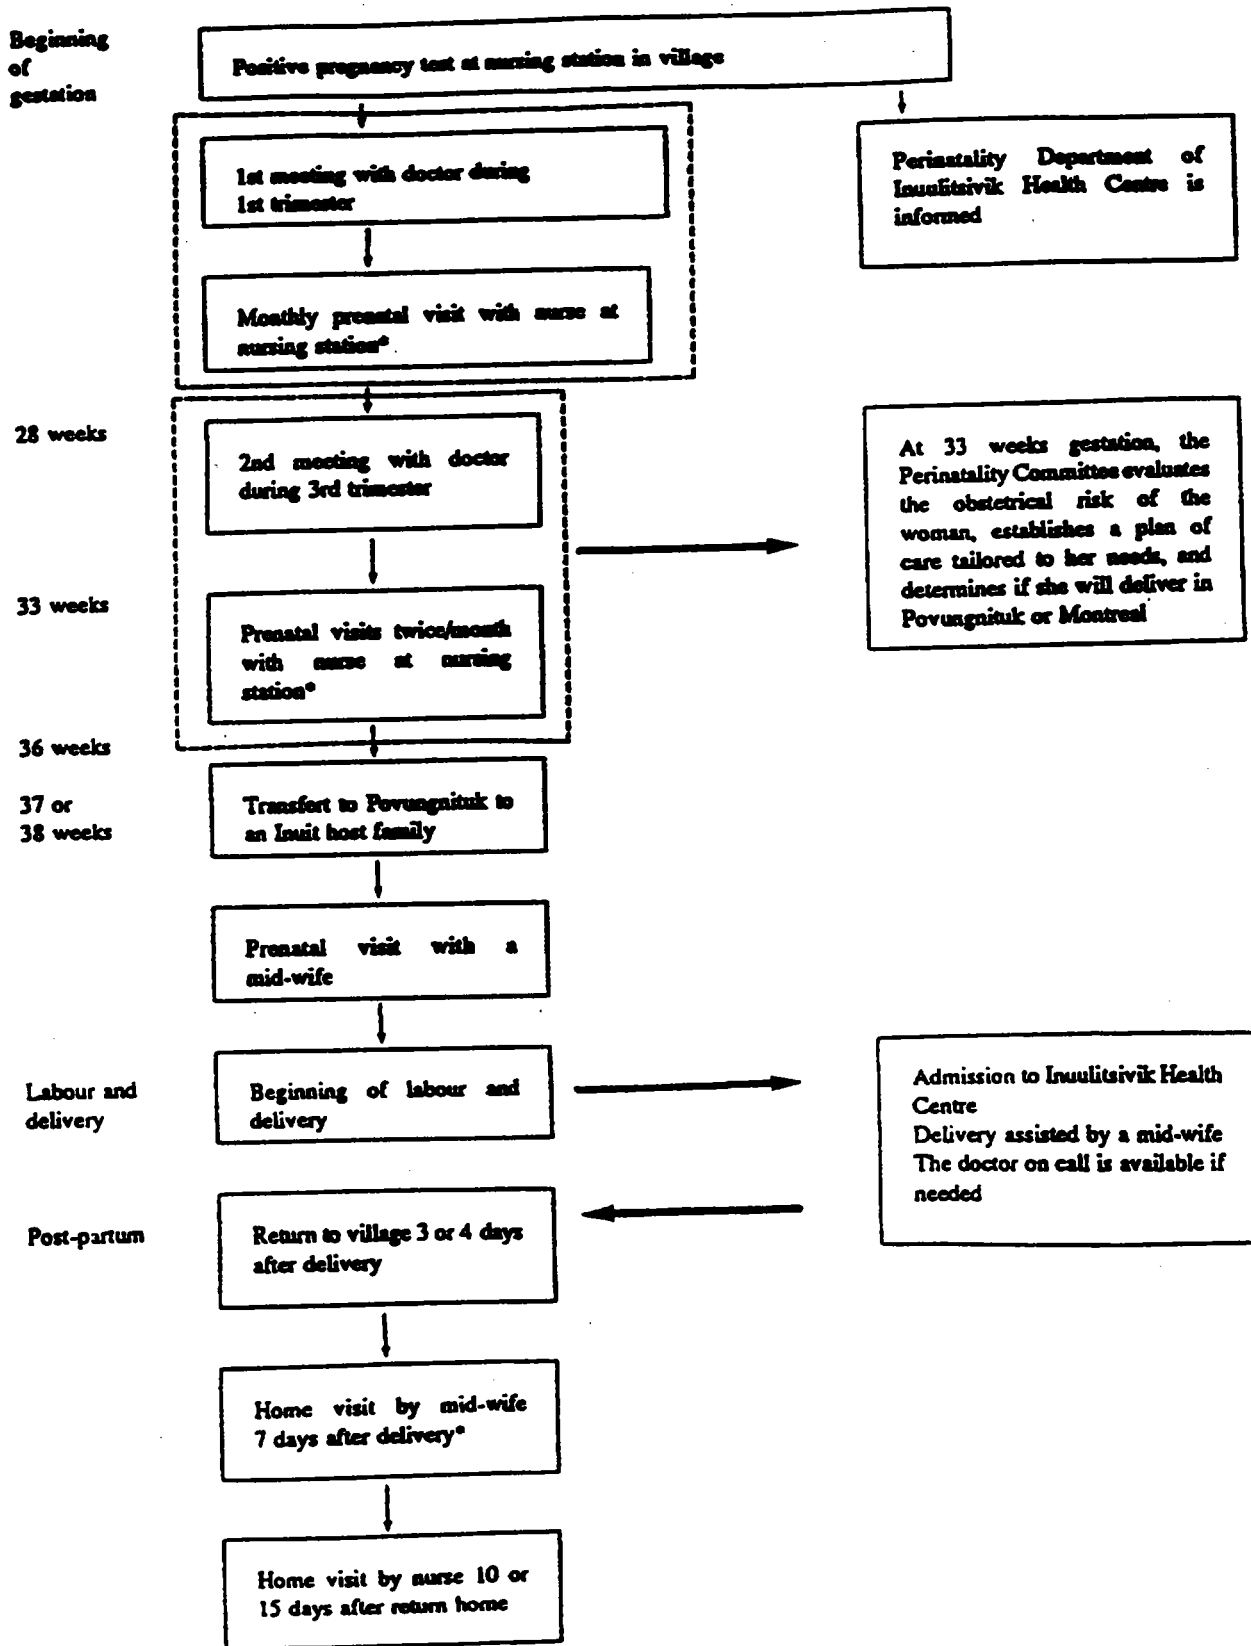 Beginning
of
gestation
Positive pregnancy test at nursing station in village
1st meeting with doctor during
1st trimester
Perinatality Department of
Inuulitsivik Health Centre is
informed
Monthly prenatal visit with nurse at
nursing station*
28 weeks
2nd meeting with doctor
during 3rd trimester
At 33 weeks gestation, the
Perinatality Committee evaluates
the obstetrical risk of the
woman, establishes a plan of
care tailored to her needs, and
determines if she will deliver in
Povungnituk or Montreal
33 weeks
Prenatal visits twice/month
with nurse at nursing
station*
36 weeks
37 or
38 weeks
Transfert to Povungnituk to
an Inuit host family
Prenatal visit with a
mid-wife
Labour and
delivery
Beginning of labour and
delivery
Admission to Inuulitsivik Health
Centre
Delivery assisted by a mid-wife
The doctor on call is available if
needed
Post-partum
Return to village 3 or 4 days
after delivery
Home visit by mid-wife
7 days after delivery*
Home visit by nurse 10 or
15 days after return home